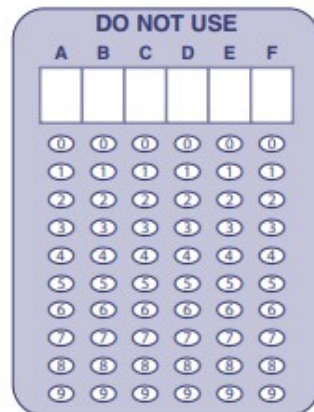 DO NOT USE
A B C D E F
0 0 0 0 0 0
1 1 1 1 1 1
2 2 2 2 2 2
3 3 3 3 3 3
4 4 4 4 4 4
5 5 5 5 5 5
6 6 6 6 6 6
7 7 7 7 7 7
8 8 8 8 8 8
9 9 9 9 9 9